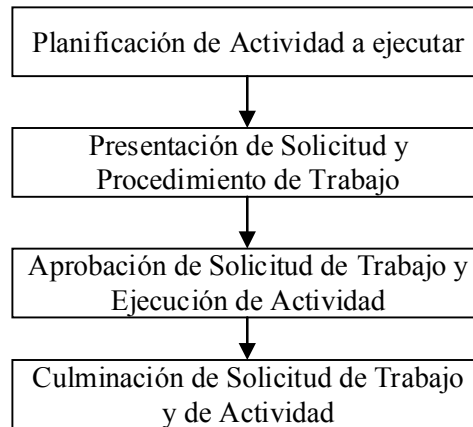 Planificación de Actividad a ejecutar
Presentación de Solicitud y
Procedimiento de Trabajo
Aprobación de Solicitud de Trabajo y
Ejecución de Actividad
Culminación de Solicitud de Trabajo
y de Actividad